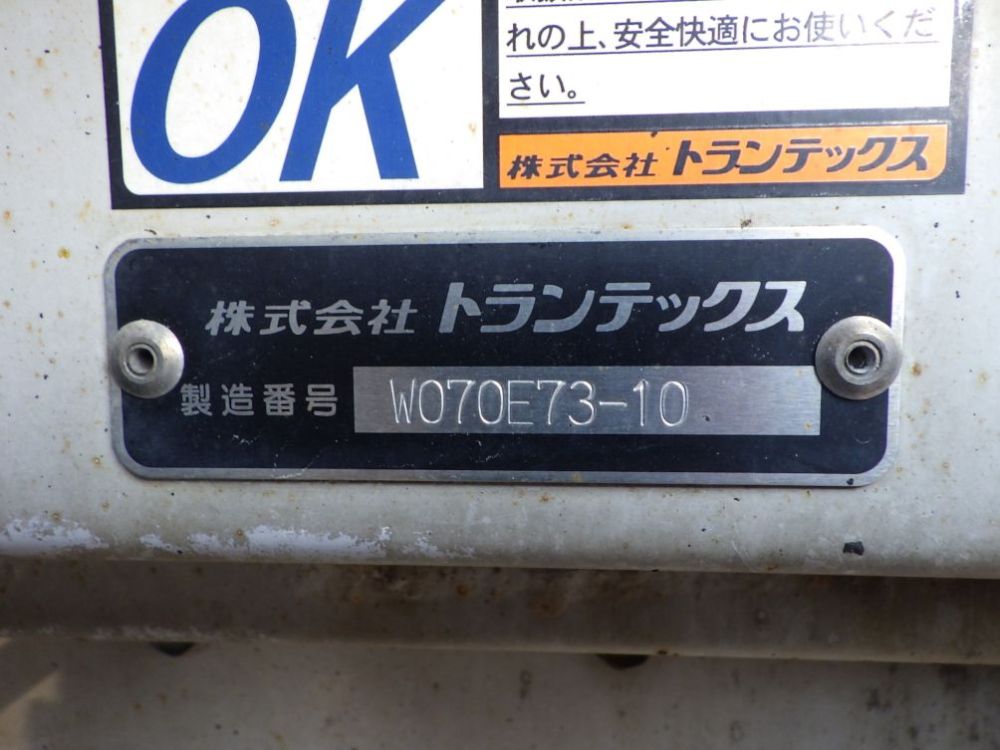 OK
れの上、安全快適にお使いくだ
さい。
株式会社 トランテックス
株式会社 トランテックス
製造番号 W070E73-10